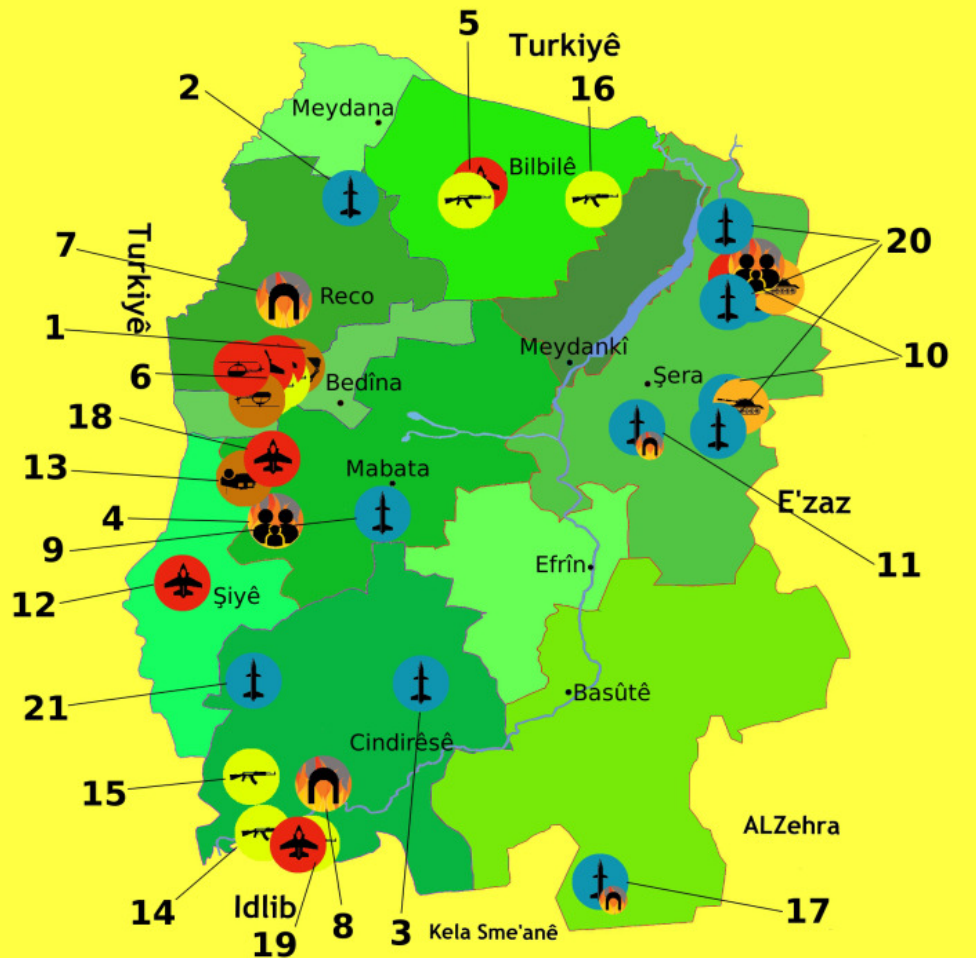 5
Turkiyê
16
2
Meydana
Bilbilê
7
Turkiyê
Reco
20
1
Meydankî
Şera
10
6
Bedîna
18
13
Mabata
E'zaz
4
9
Efrîn
11
12
Şiyê
21
Basûtê
Cindirêsê
15
ALZehra
14
Idlib
19
8
3
Kela Sme'anê
17